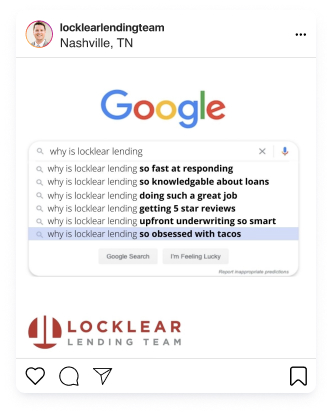 locklearlendingteam
Nashville, TN
Google
why is locklear lending
why is locklear lending so fast at responding
why is locklear lending so knowledgable about loans
why is locklear lending doing such a great job
why is locklear lending getting 5 star reviews
why is locklear lending upfront underwriting so smart
why is locklear lending so obsessed with tacos
Google Search I'm Feeling Lucky
Report inappropriate predictions
LOCKLEAR
LENDING TEAM